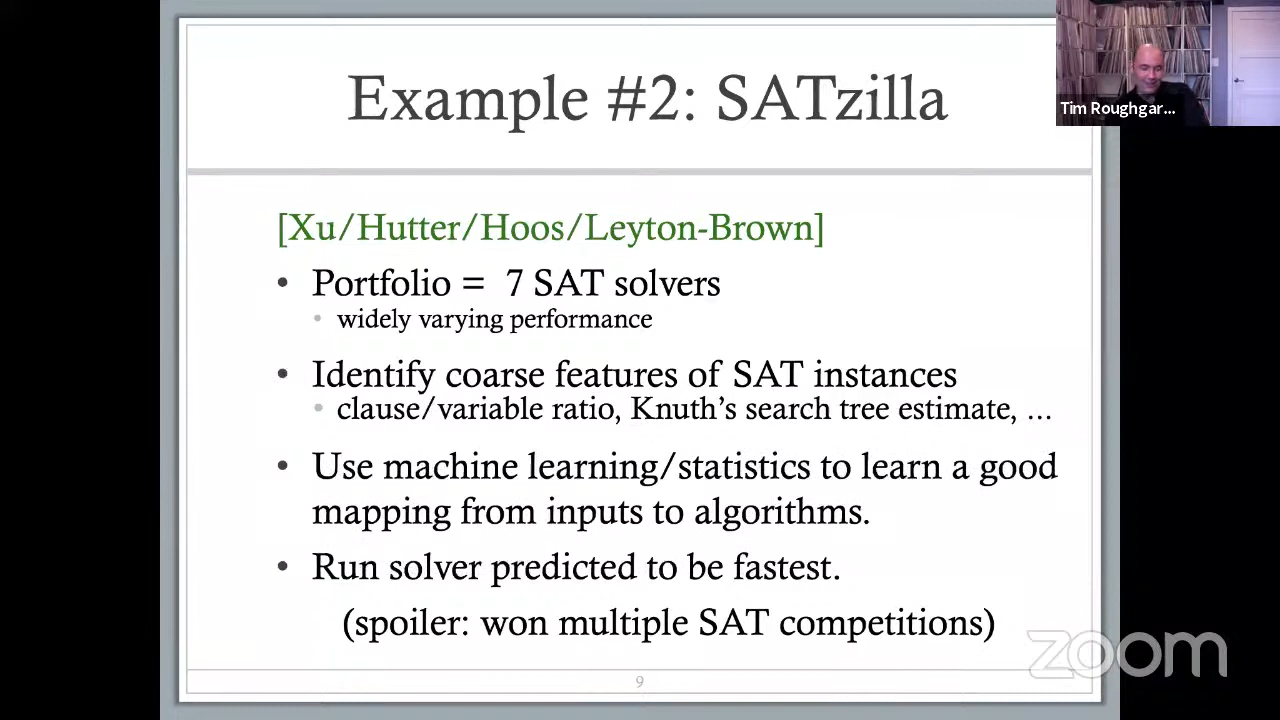 Example #2: SATzilla
Tim Roughgar...
[Xu/Hutter/Hoos/Leyton-Brown]
• Portfolio = 7 SAT solvers
• widely varying performance
• Identify coarse features of SAT instances
• clause/variable ratio, Knuth's search tree estimate, ...
• Use machine learning/statistics to learn a good
mapping from inputs to algorithms.
• Run solver predicted to be fastest.
(spoiler: won multiple SAT competitions)
zoom
9